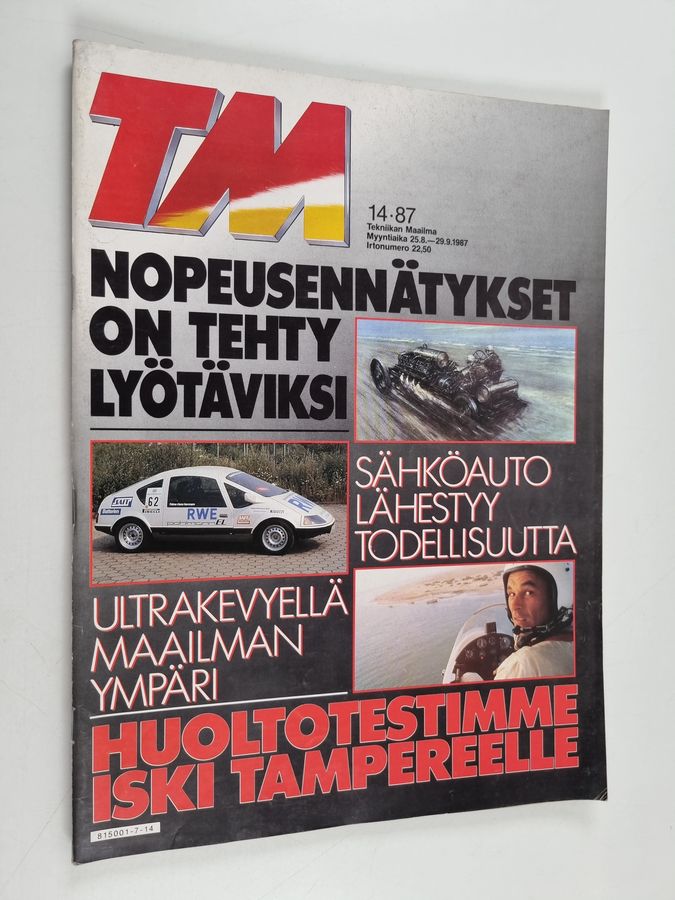 TM
14·87
Tekniikan Maailma
Myyntiaika 25.8.—29.9.1987
Irtonumero 22,50
NOPEUSENNÄTYKSET
ON TEHTY
LYÖTÄVIKSI
SÄHKÖAUTO
LÄHESTYY
TODELLISUUTTA
62
RWE
ULTRAKEVYELLÄ
MAAILMAN
YMPÄRI
HUOLTOTESTIMME
ISKI TAMPEREELLE
815001-7-14